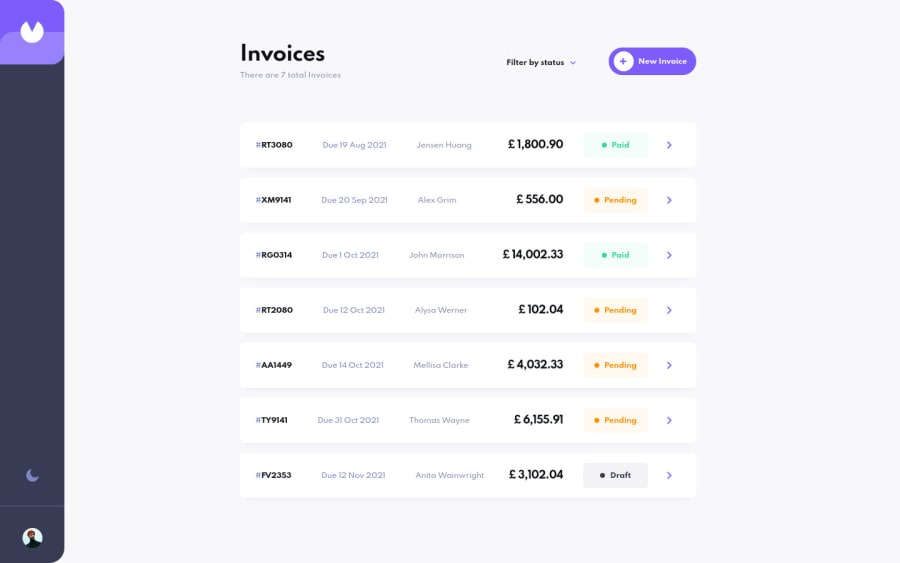 Invoices
There are 7 total Invoices
Filter by status
New Invoice
#RT3080 Due 19 Aug 2021 Jensen Huang £ 1,800.90 Paid
#XM9141 Due 20 Sep 2021 Alex Grim £ 556.00 Pending
#RG0314 Due 1 Oct 2021 John Morrison £ 14,002.33 Paid
#RT2080 Due 12 Oct 2021 Alysa Werner £ 102.04 Pending
#AA1449 Due 14 Oct 2021 Mellisa Clarke £ 4,032.33 Pending
#TY9141 Due 31 Oct 2021 Thomas Wayne £ 6,155.91 Pending
#FV2353 Due 12 Nov 2021 Anita Wainwright £ 3,102.04 Draft